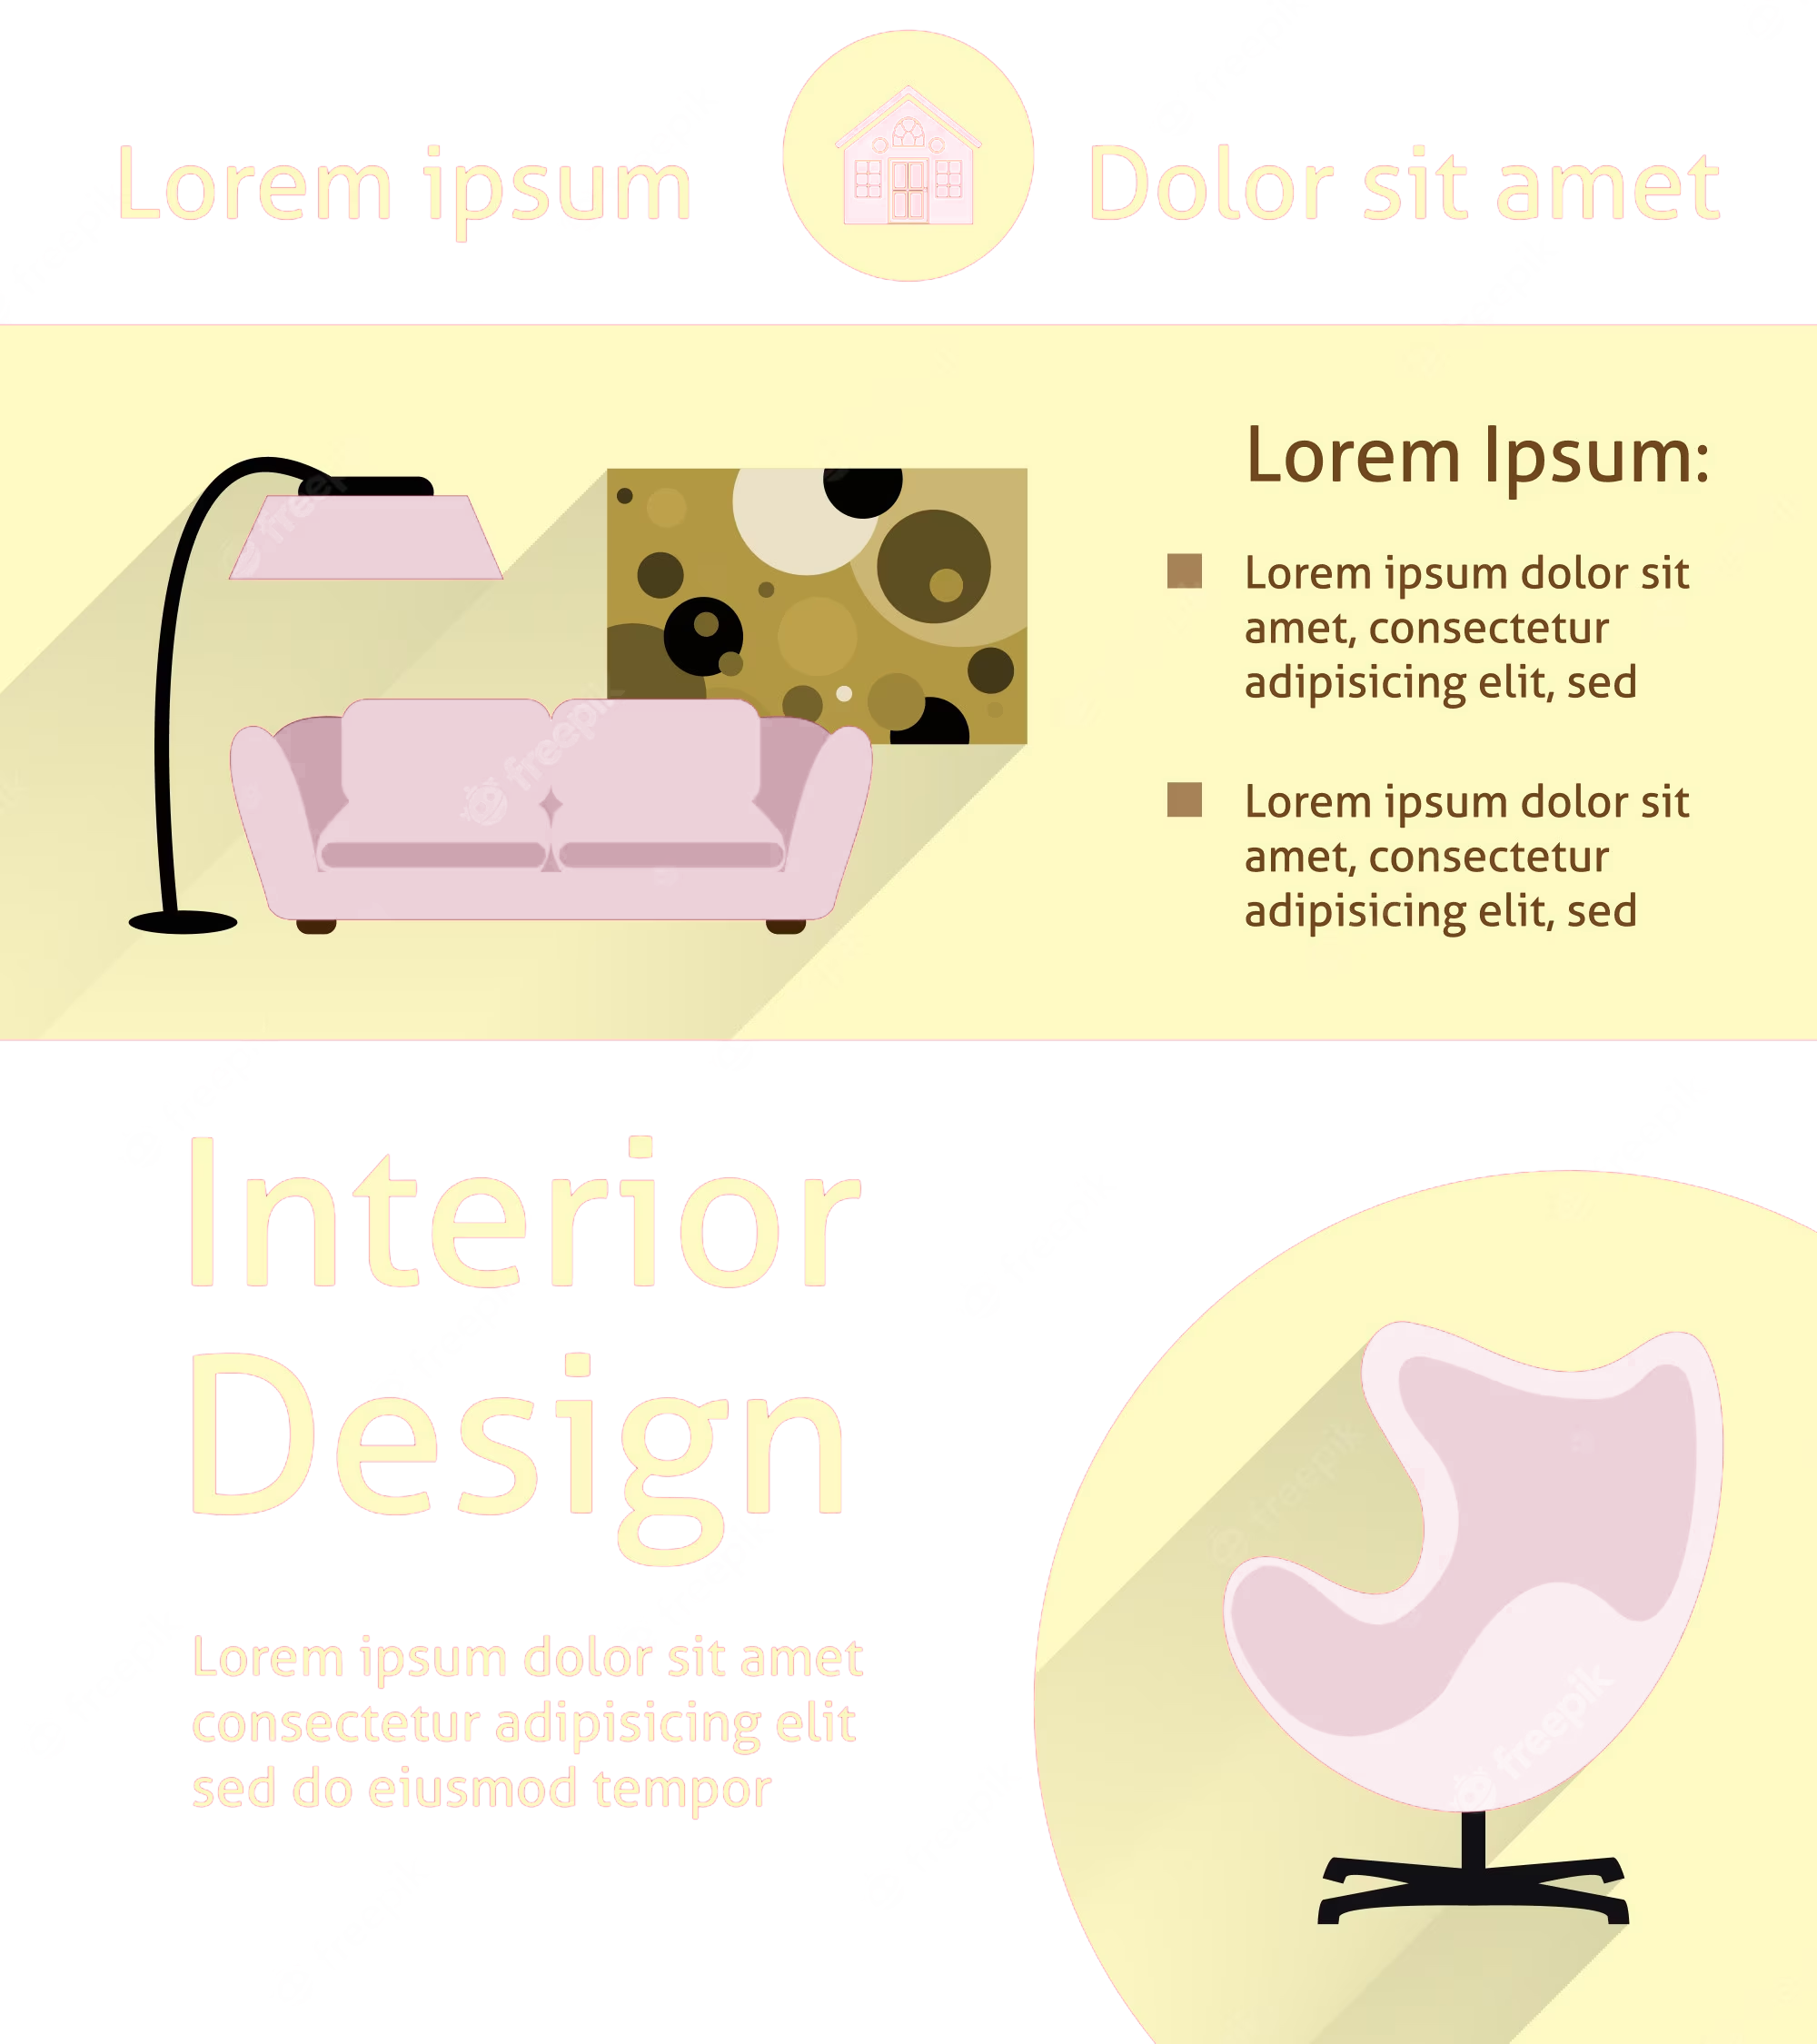 Lorem ipsum
Dolor sit amet
Lorem Ipsum:
Lorem ipsum dolor sit
amet, consectetur
adipisicing elit, sed
Lorem ipsum dolor sit
amet, consectetur
adipisicing elit, sed
Interior
Design
Lorem ipsum dolor sit amet
consectetur adipisicing elit
sed do eiusmod tempor
freepik
freepik
freepik
freepik